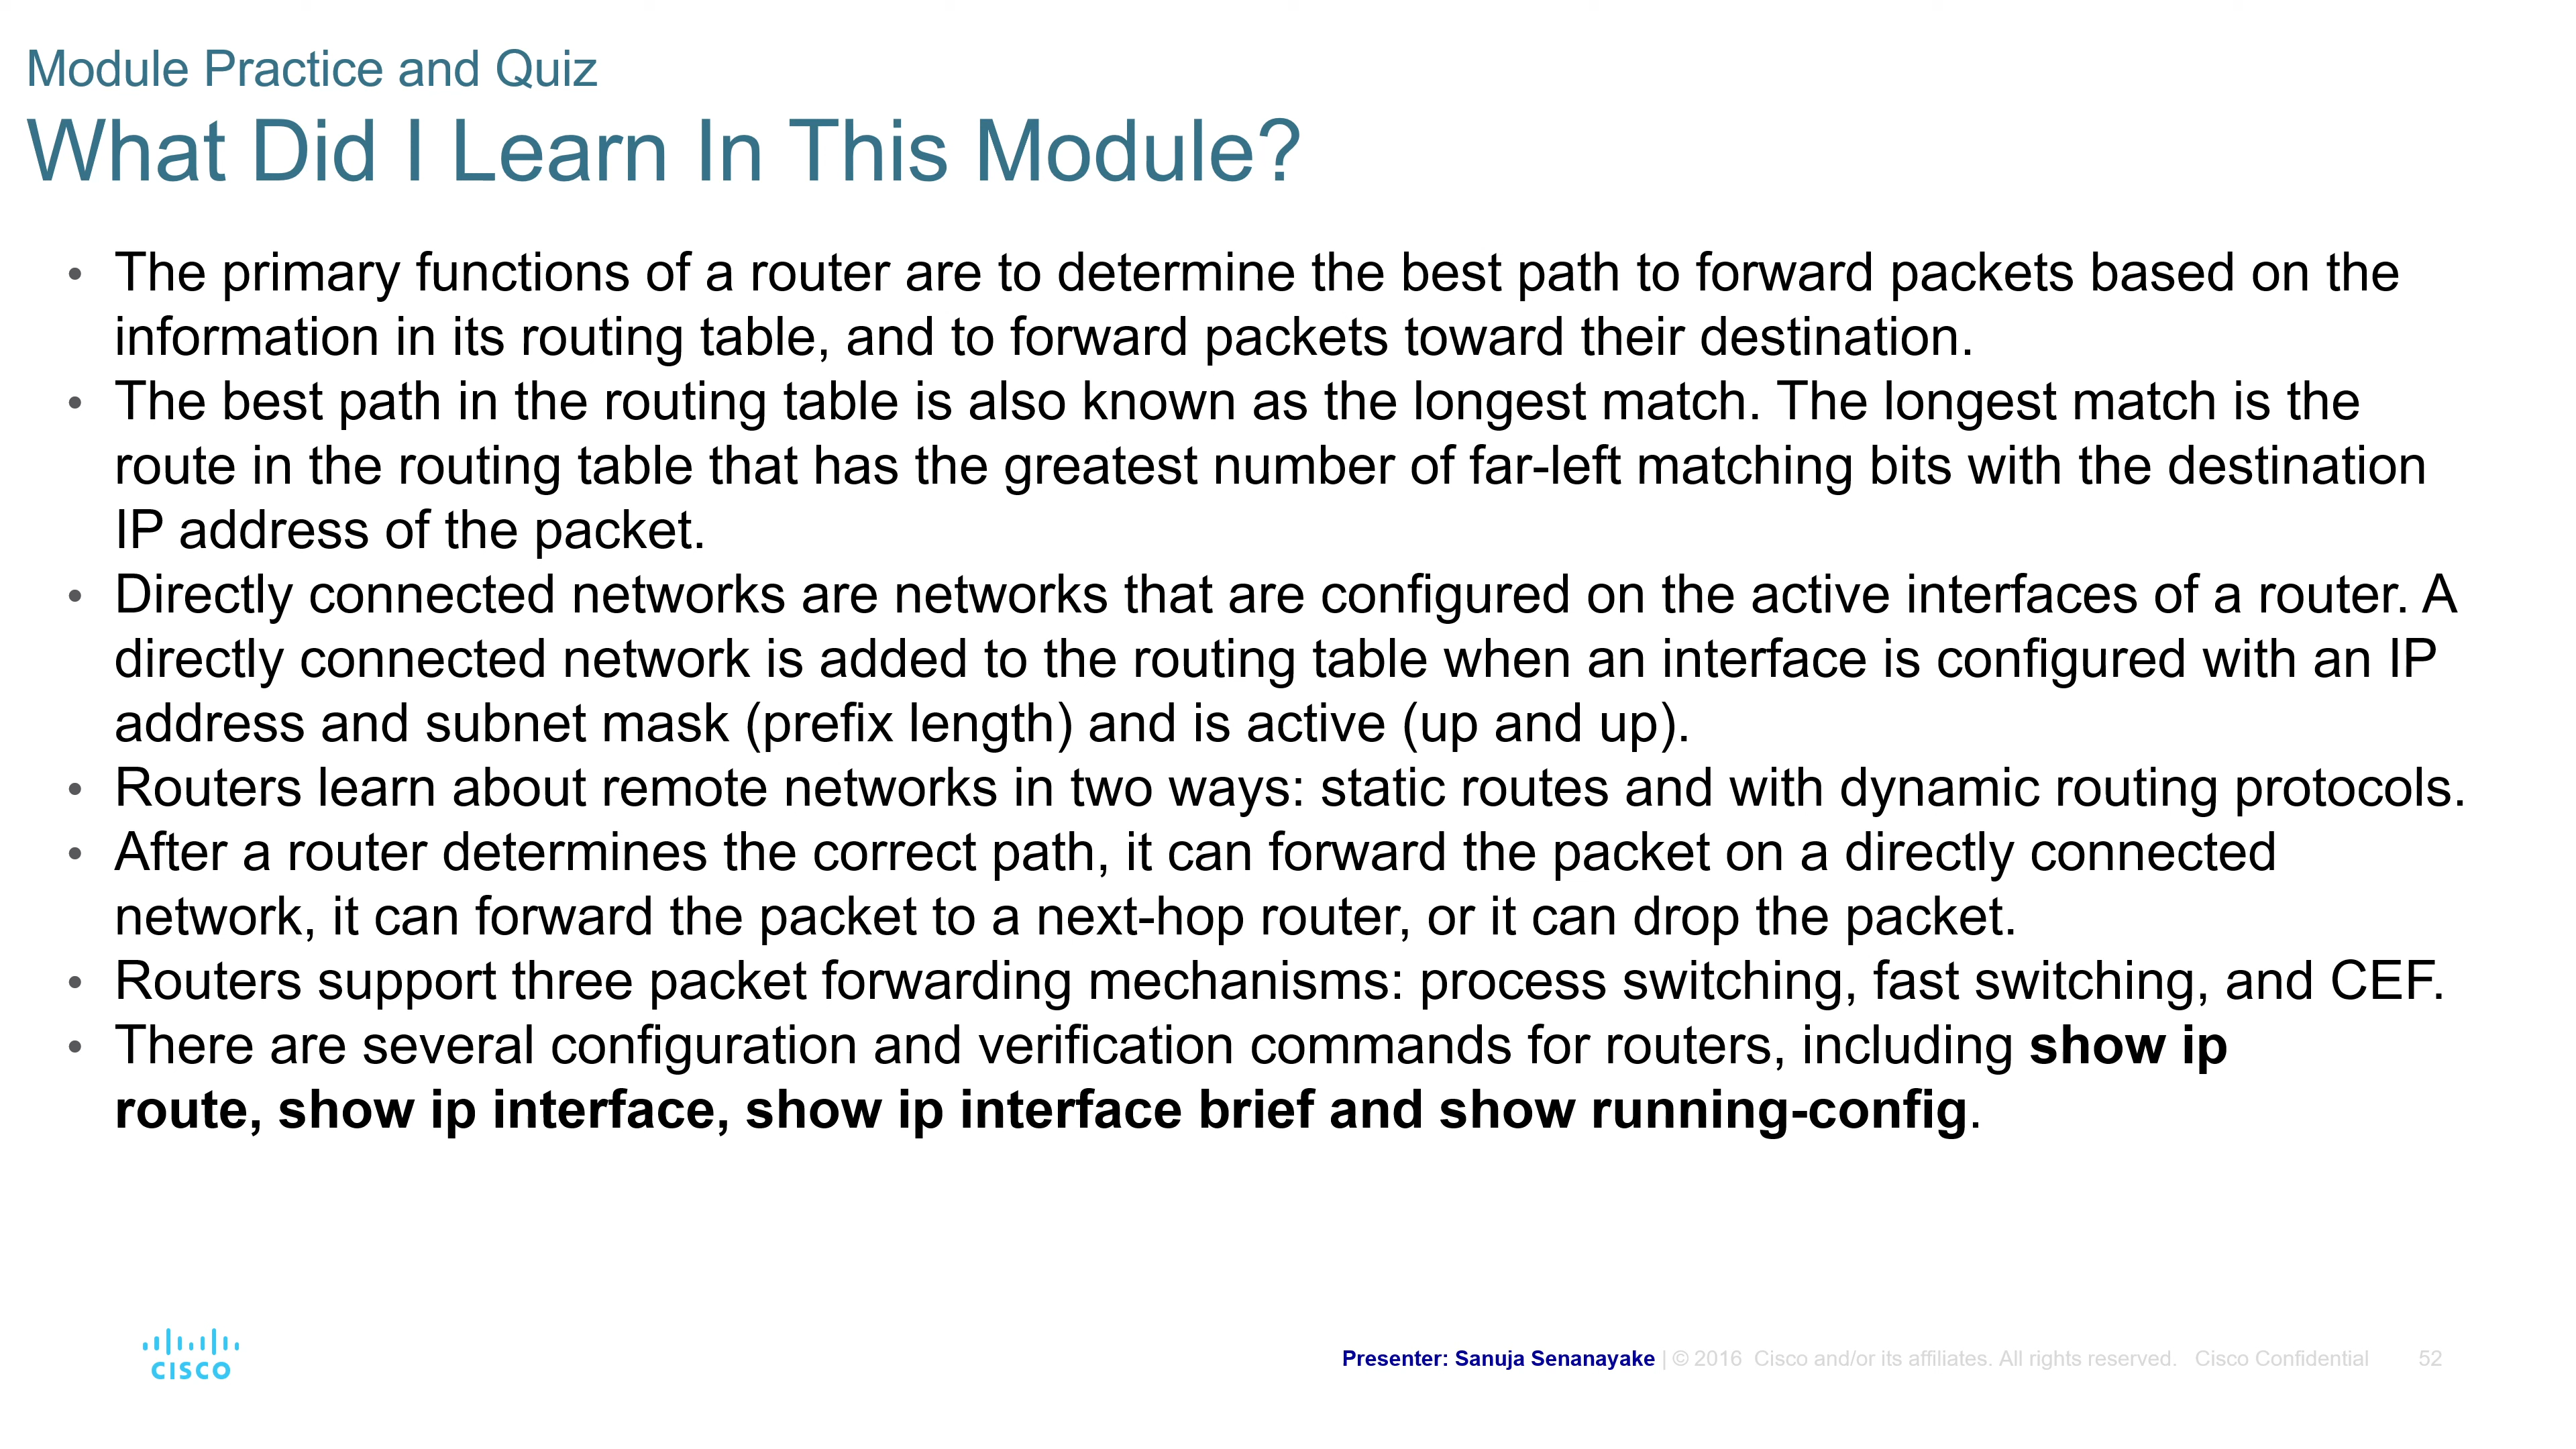 Module Practice and Quiz
What Did I Learn In This Module?
• The primary functions of a router are to determine the best path to forward packets based on the
information in its routing table, and to forward packets toward their destination.
• The best path in the routing table is also known as the longest match. The longest match is the
route in the routing table that has the greatest number of far-left matching bits with the destination
IP address of the packet.
• Directly connected networks are networks that are configured on the active interfaces of a router. A
directly connected network is added to the routing table when an interface is configured with an IP
address and subnet mask (prefix length) and is active (up and up).
• Routers learn about remote networks in two ways: static routes and with dynamic routing protocols.
• After a router determines the correct path, it can forward the packet on a directly connected
network, it can forward the packet to a next-hop router, or it can drop the packet.
• Routers support three packet forwarding mechanisms: process switching, fast switching, and CEF.
• There are several configuration and verification commands for routers, including show ip
route, show ip interface, show ip interface brief and show running-config.
CISCO
Presenter: Sanuja Senanayake | © 2016 Cisco and/or its affiliates. All rights reserved. Cisco Confidential 52